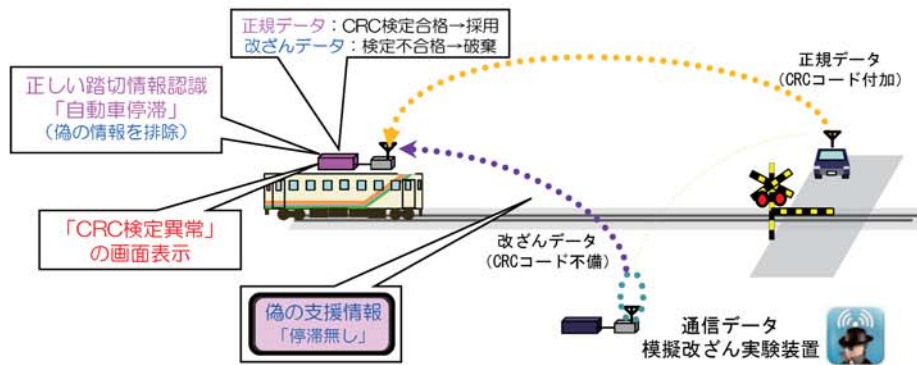 正規データ：CRC検定合格→採用
改ざんデータ：検定不合格→破棄
正しい踏切情報認識
「自動車停滞」
（偽の情報を排除）
正規データ
(CRCコード付加)
「CRC検定異常」
の画面表示
改ざんデータ
(CRCコード不備)
偽の支援情報
「停滞無し」
通信データ
模擬改ざん実験装置